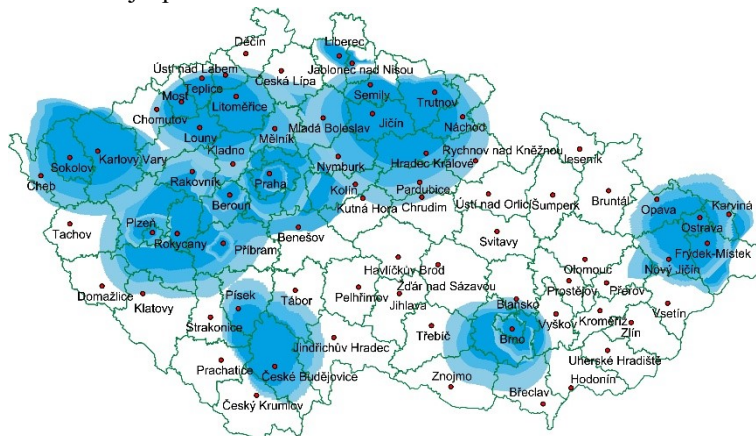 Děčín
Liberec
Ústí nad Labem
Jablonec nad Nisou
Teplice
Česká Lípa
Most
Semily
Litoměřice
Trutnov
Chomutov
Mladá Boleslav
Jičín
Náchod
Louny
Mělník
Kladno
Rychnov nad Kněžnou
Karlovy Vary
Nymburk
Hradec Králové
Jeseník
Sokolov
Rakovník
Praha
Cheb
Kolín
Pardubice
Beroun
Kutná Hora
Chrudim
Ústí nad Orlicí
Šumperk
Bruntál
Opava
Karviná
Tachov
Plzeň
Ostrava
Rokycany
Příbram
Benešov
Svitavy
Frýdek-Místek
Havlíčkův Brod
Olomouc
Nový Jičín
Domažlice
Klatovy
Písek
Tábor
Pelhřimov
Žďár nad Sázavou
Jihlava
Blansko
Prostějov
Přerov
Strakonice
Vyškov
Kroměříž
Vsetín
Zlín
Jindřichův Hradec
Třebíč
Brno
Prachatice
České Budějovice
Uherské Hradiště
Znojmo
Hodonín
Břeclav
Český Krumlov